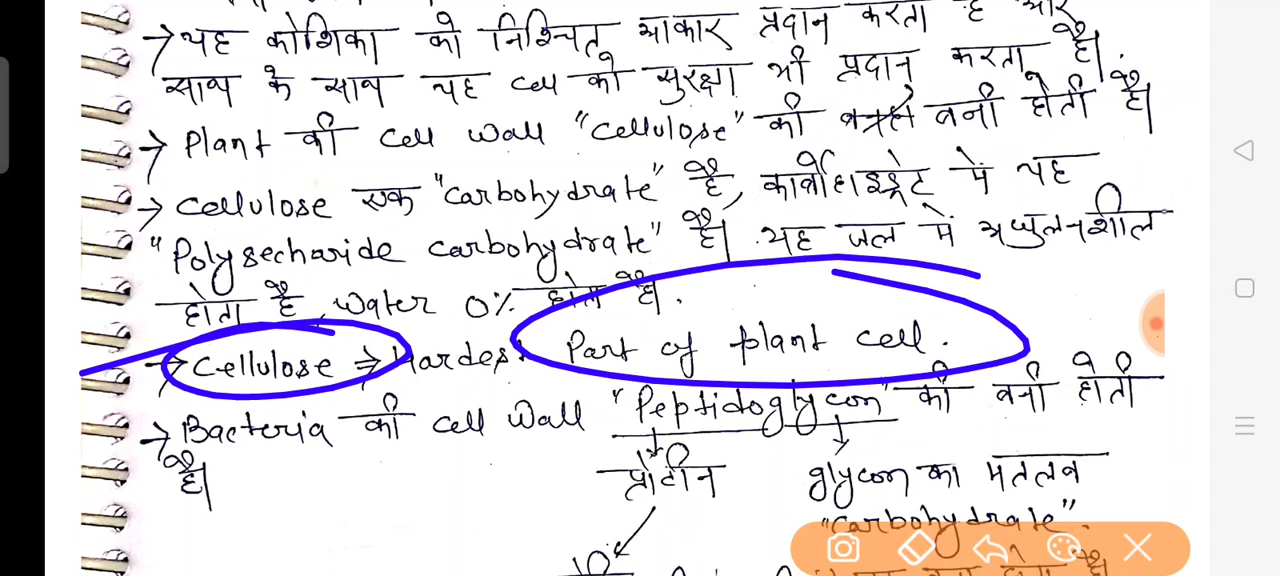 → यह कोशिका को निश्चित आकार प्रदान करता है और
साथ के साथ यह cell को सुरक्षा भी प्रदान करता है।
→ Plant की cell wall "cellulose" की बनी होती है।
→ Cellulose एक "carbohydrate" है, कार्बोहाइड्रेट में यह
"Polysecharide carbohydrate" है। यह जल में अघुलनशील
होता है, water 0% होता है।
→ Cellulose ⇒ Hardest Part of plant cell.
→ Bacteria की cell wall "Peptidoglycon" की बनी होती
है।
प्रोटीन glycon का मतलब
"carbohydrate".